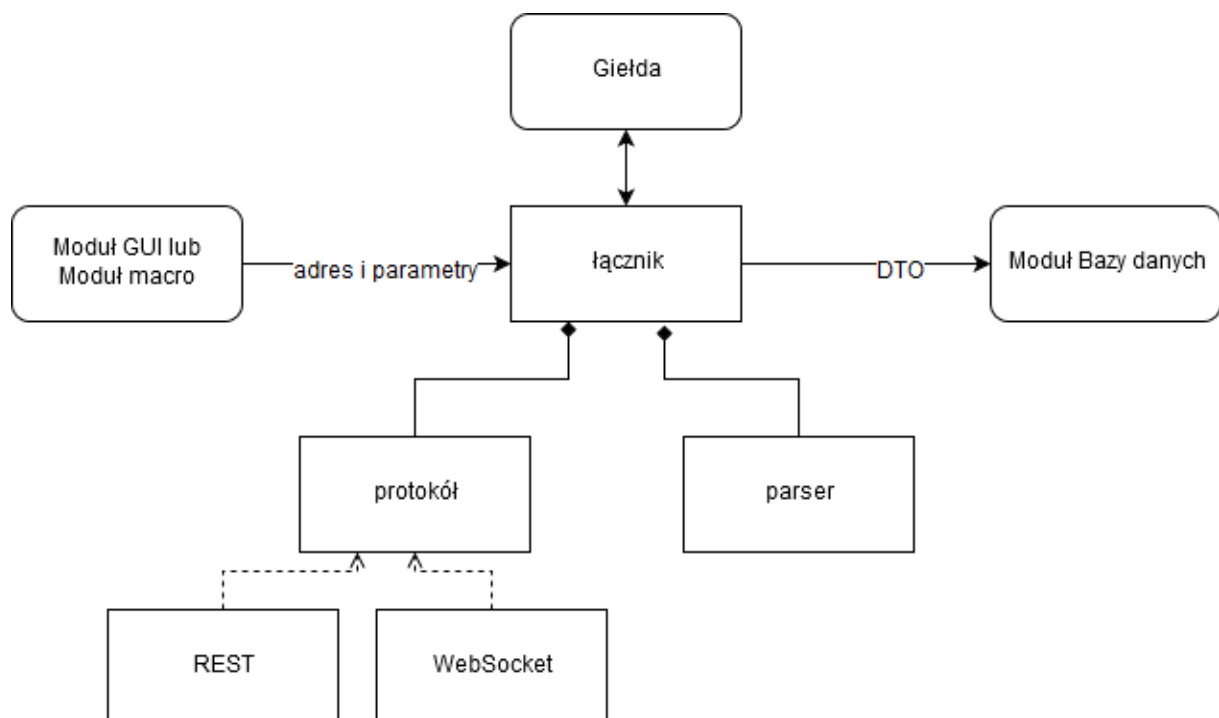 Giełda
Moduł GUI lub
Moduł macro
adres i parametry
łącznik
DTO
Moduł Bazy danych
protokół
parser
REST
WebSocket